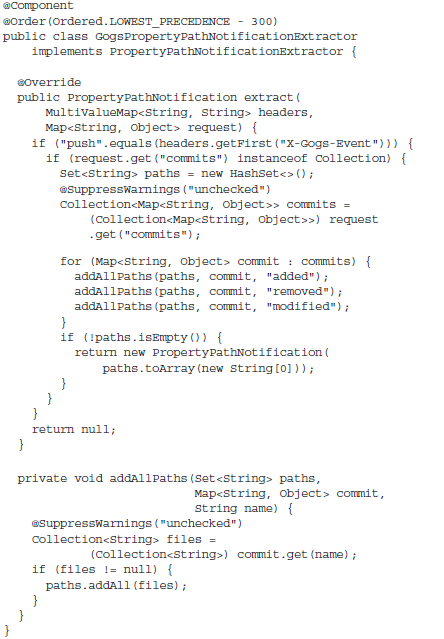 @Component
@Order(Ordered.LOWEST_PRECEDENCE - 300)
public class GogsPropertyPathNotificationExtractor
    implements PropertyPathNotificationExtractor {

  @Override
  public PropertyPathNotification extract(
      MultiValueMap<String, String> headers,
      Map<String, Object> request) {
    if ("push".equals(headers.getFirst("X-Gogs-Event"))) {
      if (request.get("commits") instanceof Collection) {
        Set<String> paths = new HashSet<>();
        @SuppressWarnings("unchecked")
        Collection<Map<String, Object>> commits =
            (Collection<Map<String, Object>>) request
            .get("commits");

        for (Map<String, Object> commit : commits) {
          addAllPaths(paths, commit, "added");
          addAllPaths(paths, commit, "removed");
          addAllPaths(paths, commit, "modified");
        }
        if (!paths.isEmpty()) {
          return new PropertyPathNotification(
              paths.toArray(new String[0]));
        }
      }
    }
    return null;
  }

  private void addAllPaths(Set<String> paths,
                           Map<String, Object> commit,
                           String name) {
    @SuppressWarnings("unchecked")
    Collection<String> files =
            (Collection<String>) commit.get(name);
    if (files != null) {
      paths.addAll(files);
    }
  }
}